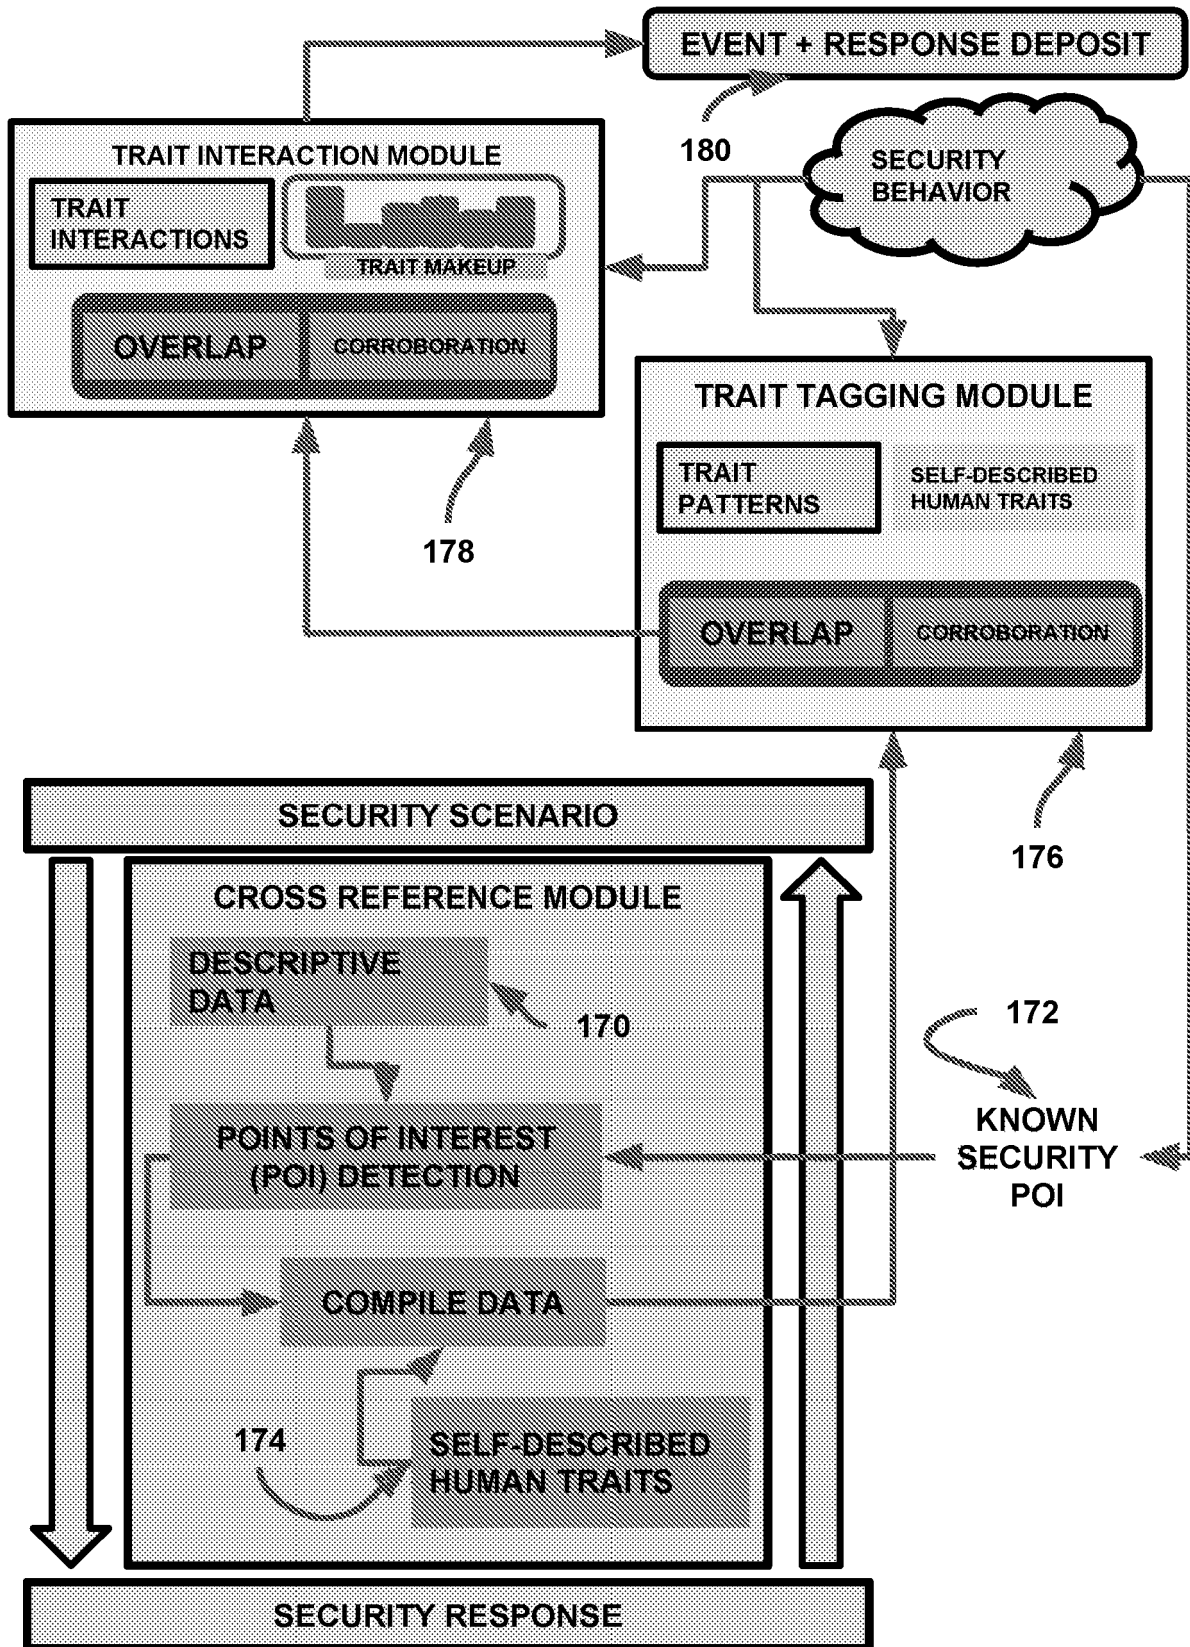 EVENT + RESPONSE DEPOSIT
180
SECURITY
BEHAVIOR
TRAIT INTERACTION MODULE
TRAIT
INTERACTIONS
TRAIT MAKEUP
OVERLAP
CORROBORATION
178
TRAIT TAGGING MODULE
TRAIT
PATTERNS
SELF-DESCRIBED
HUMAN TRAITS
OVERLAP
CORROBORATION
176
SECURITY SCENARIO
CROSS REFERENCE MODULE
DESCRIPTIVE
DATA
170
172
POINTS OF INTEREST
(POI) DETECTION
KNOWN
SECURITY
POI
COMPILE DATA
174
SELF-DESCRIBED
HUMAN TRAITS
SECURITY RESPONSE